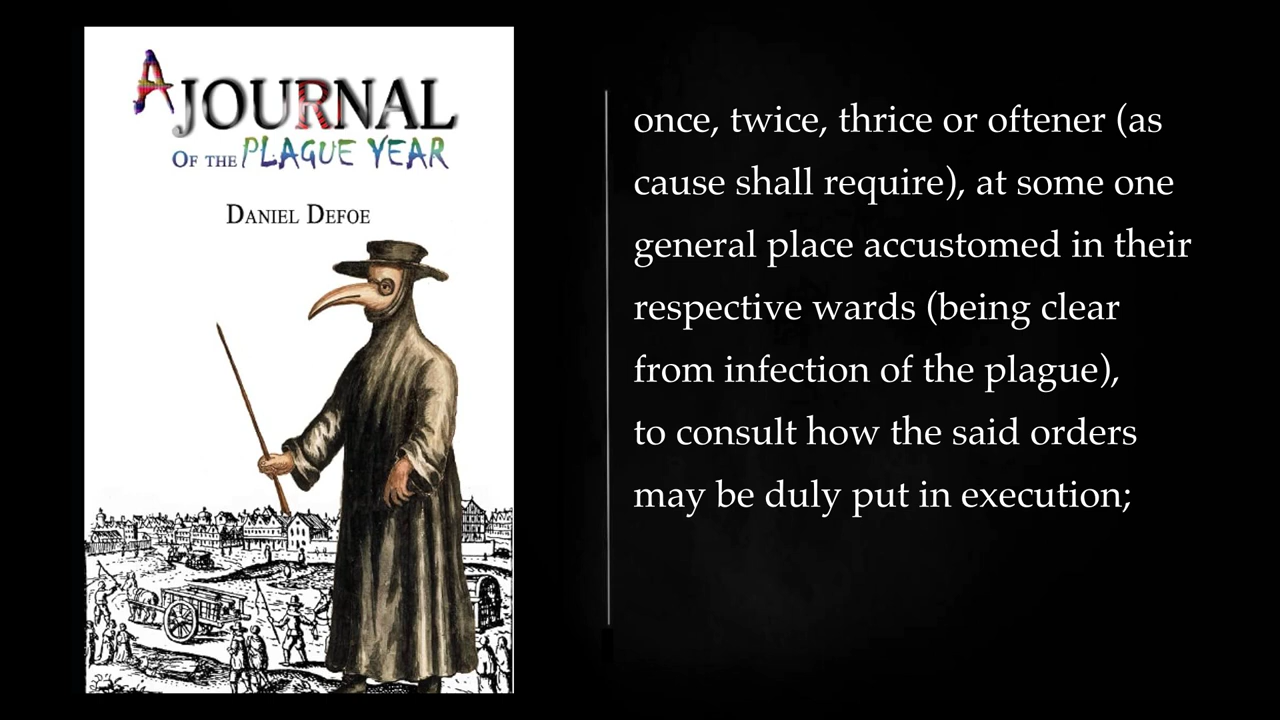 A JOURNAL
OF THE PLAGUE YEAR
DANIEL DEFOE
once, twice, thrice or oftener (as
cause shall require), at some one
general place accustomed in their
respective wards (being clear
from infection of the plague),
to consult how the said orders
may be duly put in execution;